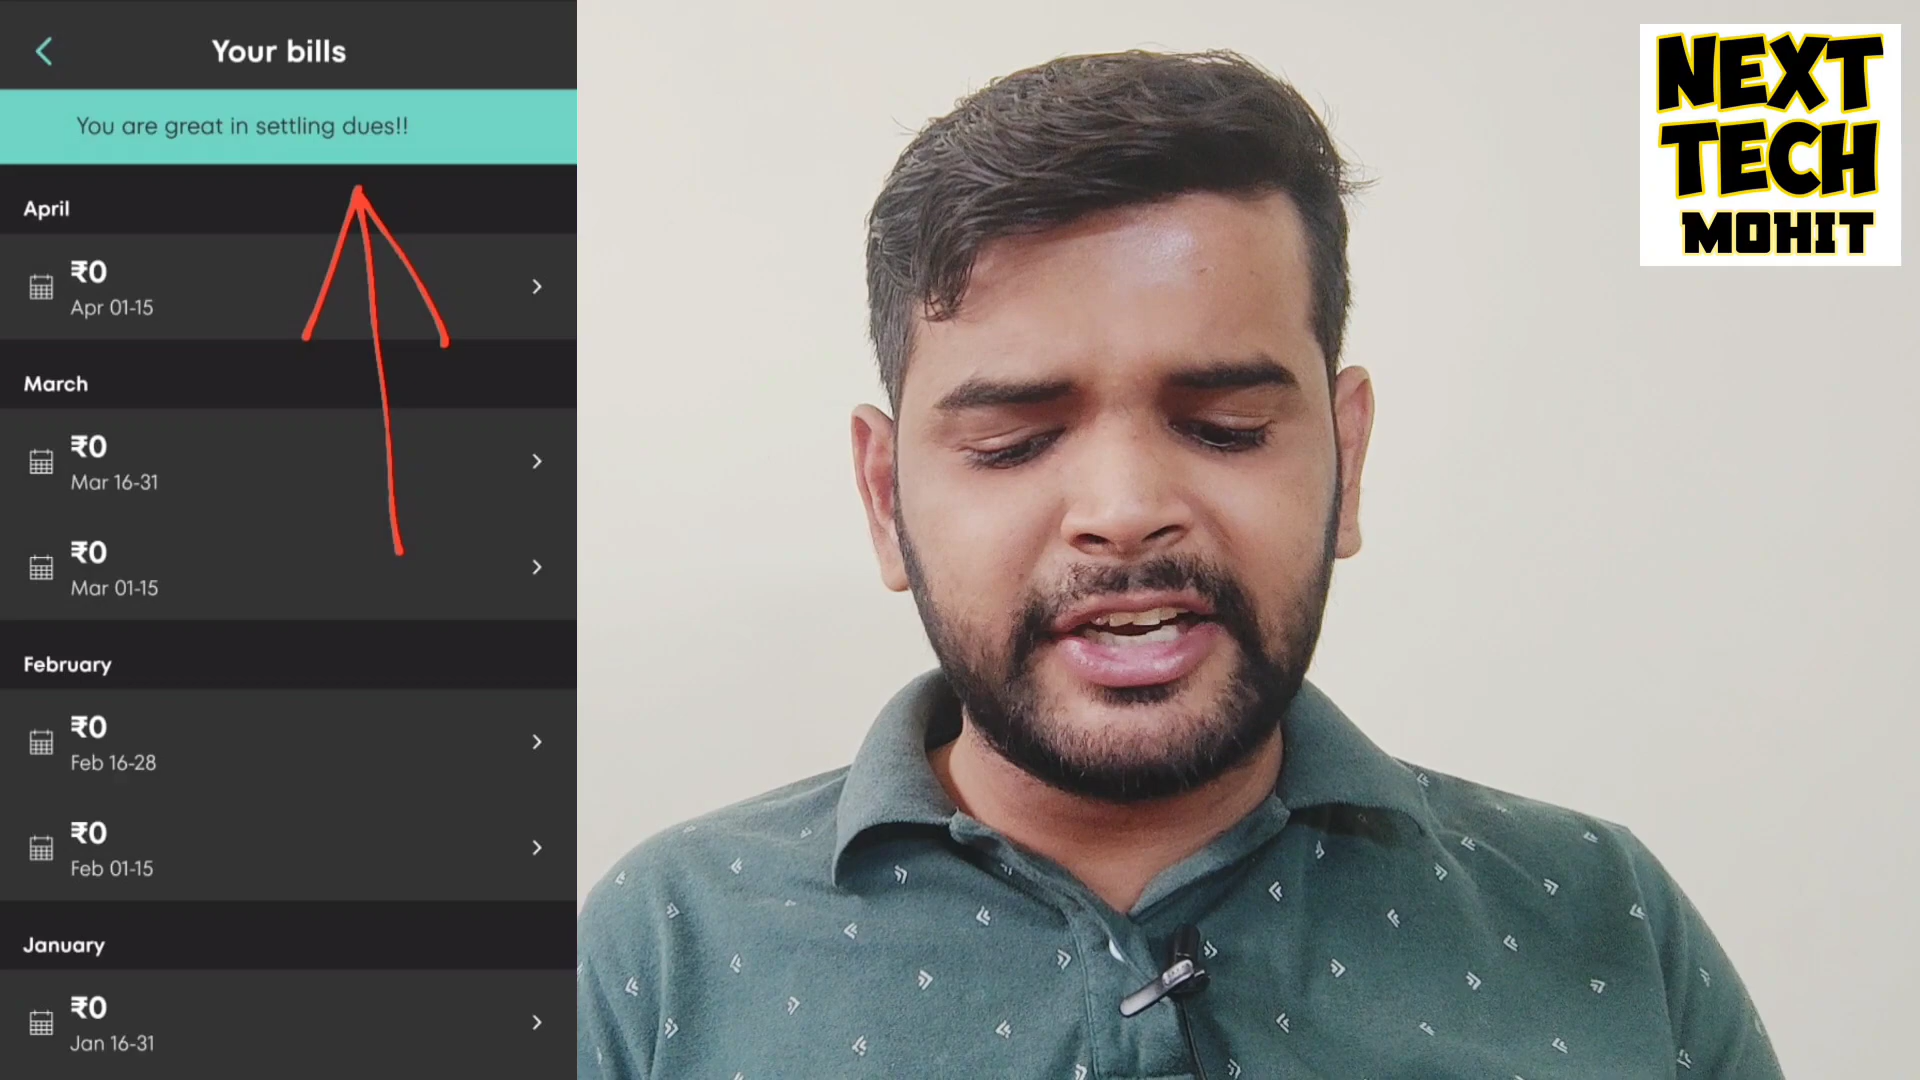 Your bills
You are great in settling dues!!
April
₹0
Apr 01-15
March
₹0
Mar 16-31
₹0
Mar 01-15
February
₹0
Feb 16-28
₹0
Feb 01-15
January
₹0
Jan 16-31
NEXT
TECH
MOHIT